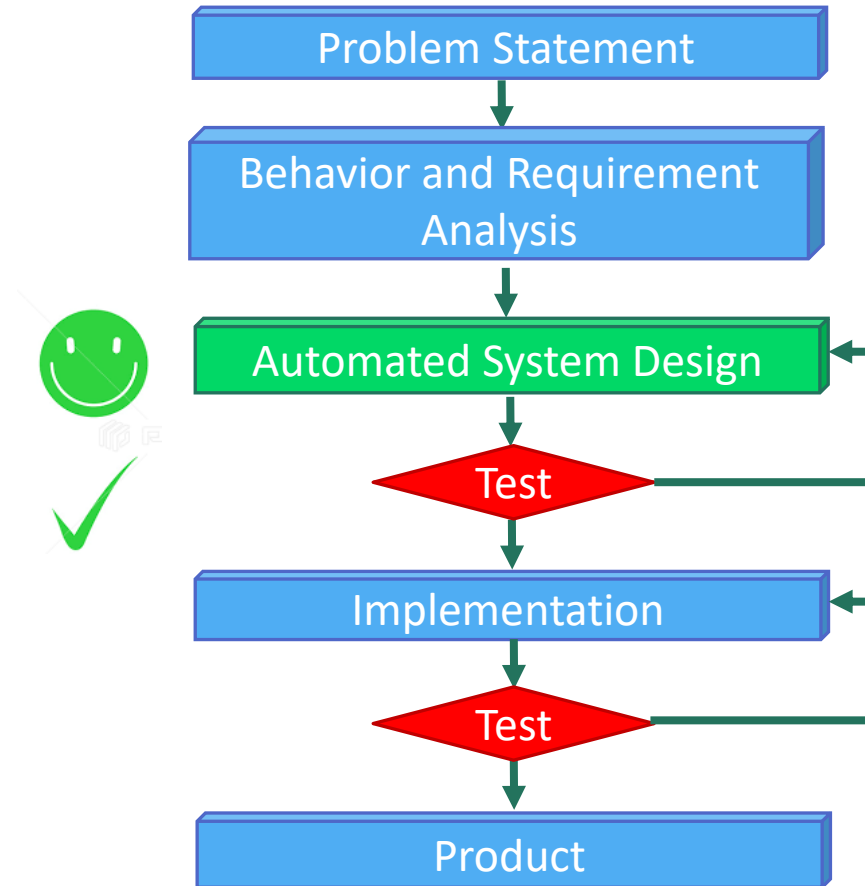 Problem Statement
Behavior and Requirement
Analysis
Automated System Design
Test
Implementation
Test
Product